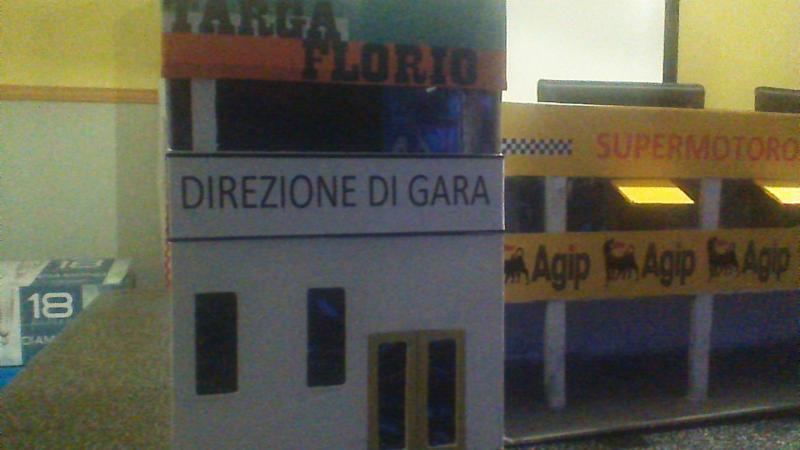 TARGA
FLORIO
DIREZIONE DI GARA
SUPERMOTORO
Agip Agip Agip
18